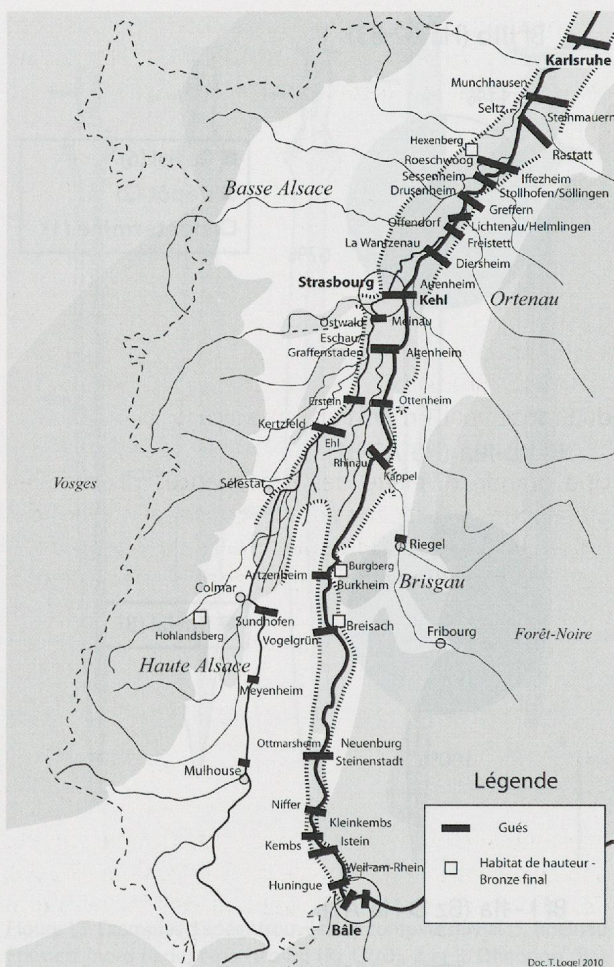 Karlsruhe
Munchhausen
Seltz
Steinmauern
Hexenberg
Rastatt
Roeschwoog
Sessenheim
Iffezheim
Drusenheim
Stollhofen/Söllingen
Basse Alsace
Greffern
Offendorf
Lichtenau/Helmlingen
La Wantzenau
Freistett
Diersheim
Strasbourg
Auenheim
Kehl
Ortenau
Ostwald
Meinau
Eschau
Graffenstaden
Altenheim
Erstein
Ottenheim
Kertzfeld
Ehl
Rhinau
Kappel
Vosges
Sélestat
Riegel
Artzenheim
Burgberg
Burkheim
Brisgau
Colmar
Sundhofen
Breisach
Hohlandsberg
Vogelgrün
Fribourg
Forêt-Noire
Haute Alsace
Meyenheim
Ottmarsheim
Neuenburg
Steinenstadt
Mulhouse
Niffer
Kleinkembs
Kembs
Istein
Weil-am-Rhein
Huningue
Bâle
Légende
Gués
Habitat de hauteur -
Bronze final
Doc. T. Logel 2010